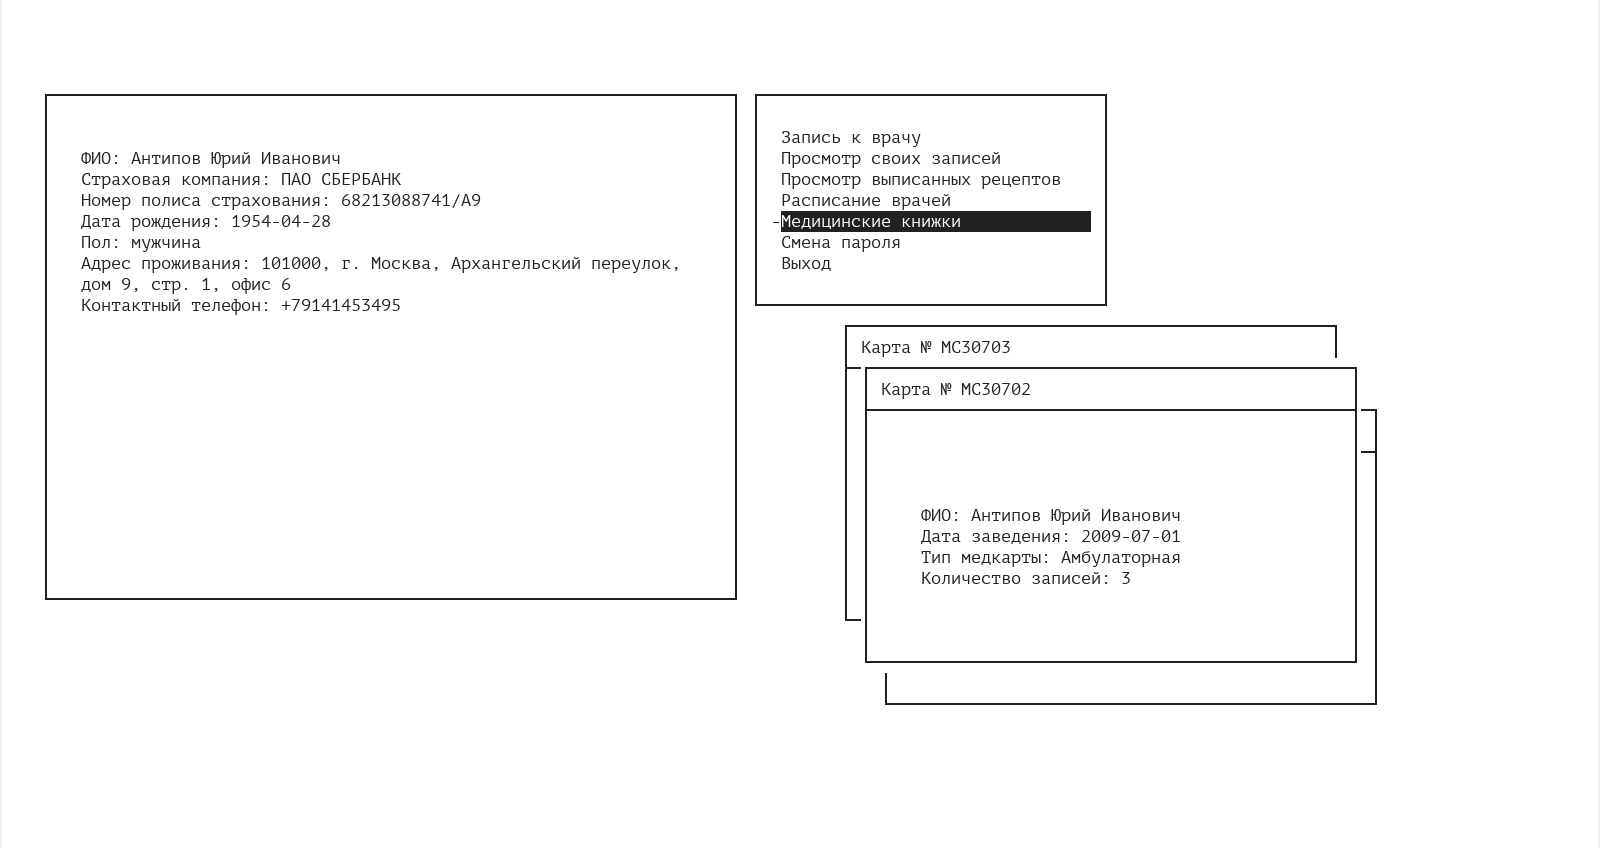 ФИО: Антипов Юрий Иванович
Страховая компания: ПАО СБЕРБАНК
Номер полиса страхования: 68213088741/А9
Дата рождения: 1954-04-28
Пол: мужчина
Адрес проживания: 101000, г. Москва, Архангельский переулок,
дом 9, стр. 1, офис 6
Контактный телефон: +79141453495
Запись к врачу
Просмотр своих записей
Просмотр выписанных рецептов
Расписание врачей
-Медицинские книжки
Смена пароля
Выход
Карта № МС30703
Карта № МС30702
ФИО: Антипов Юрий Иванович
Дата заведения: 2009-07-01
Тип медкарты: Амбулаторная
Количество записей: 3